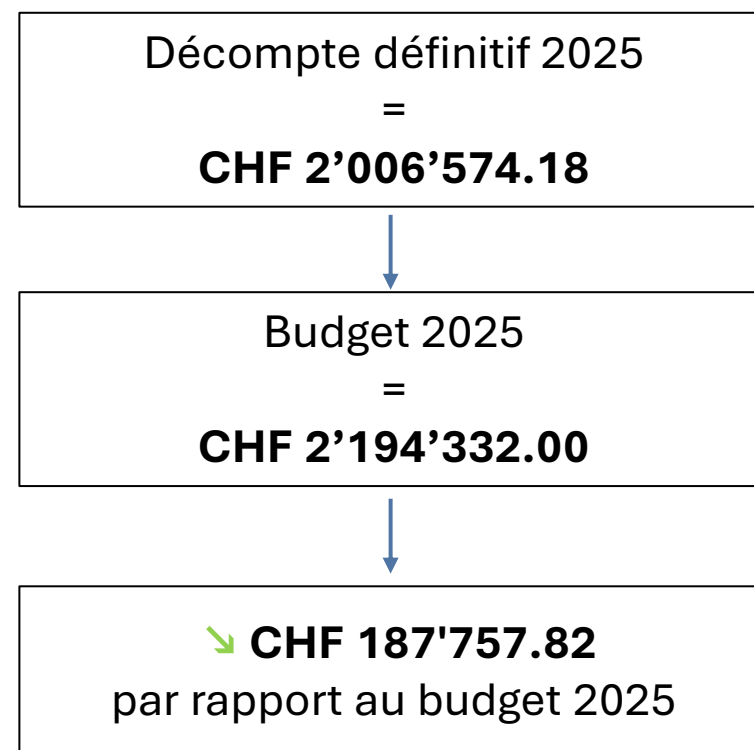 Décompte définitif 2025
=
CHF 2’006’574.18
Budget 2025
=
CHF 2’194’332.00
↘ CHF 187'757.82
par rapport au budget 2025